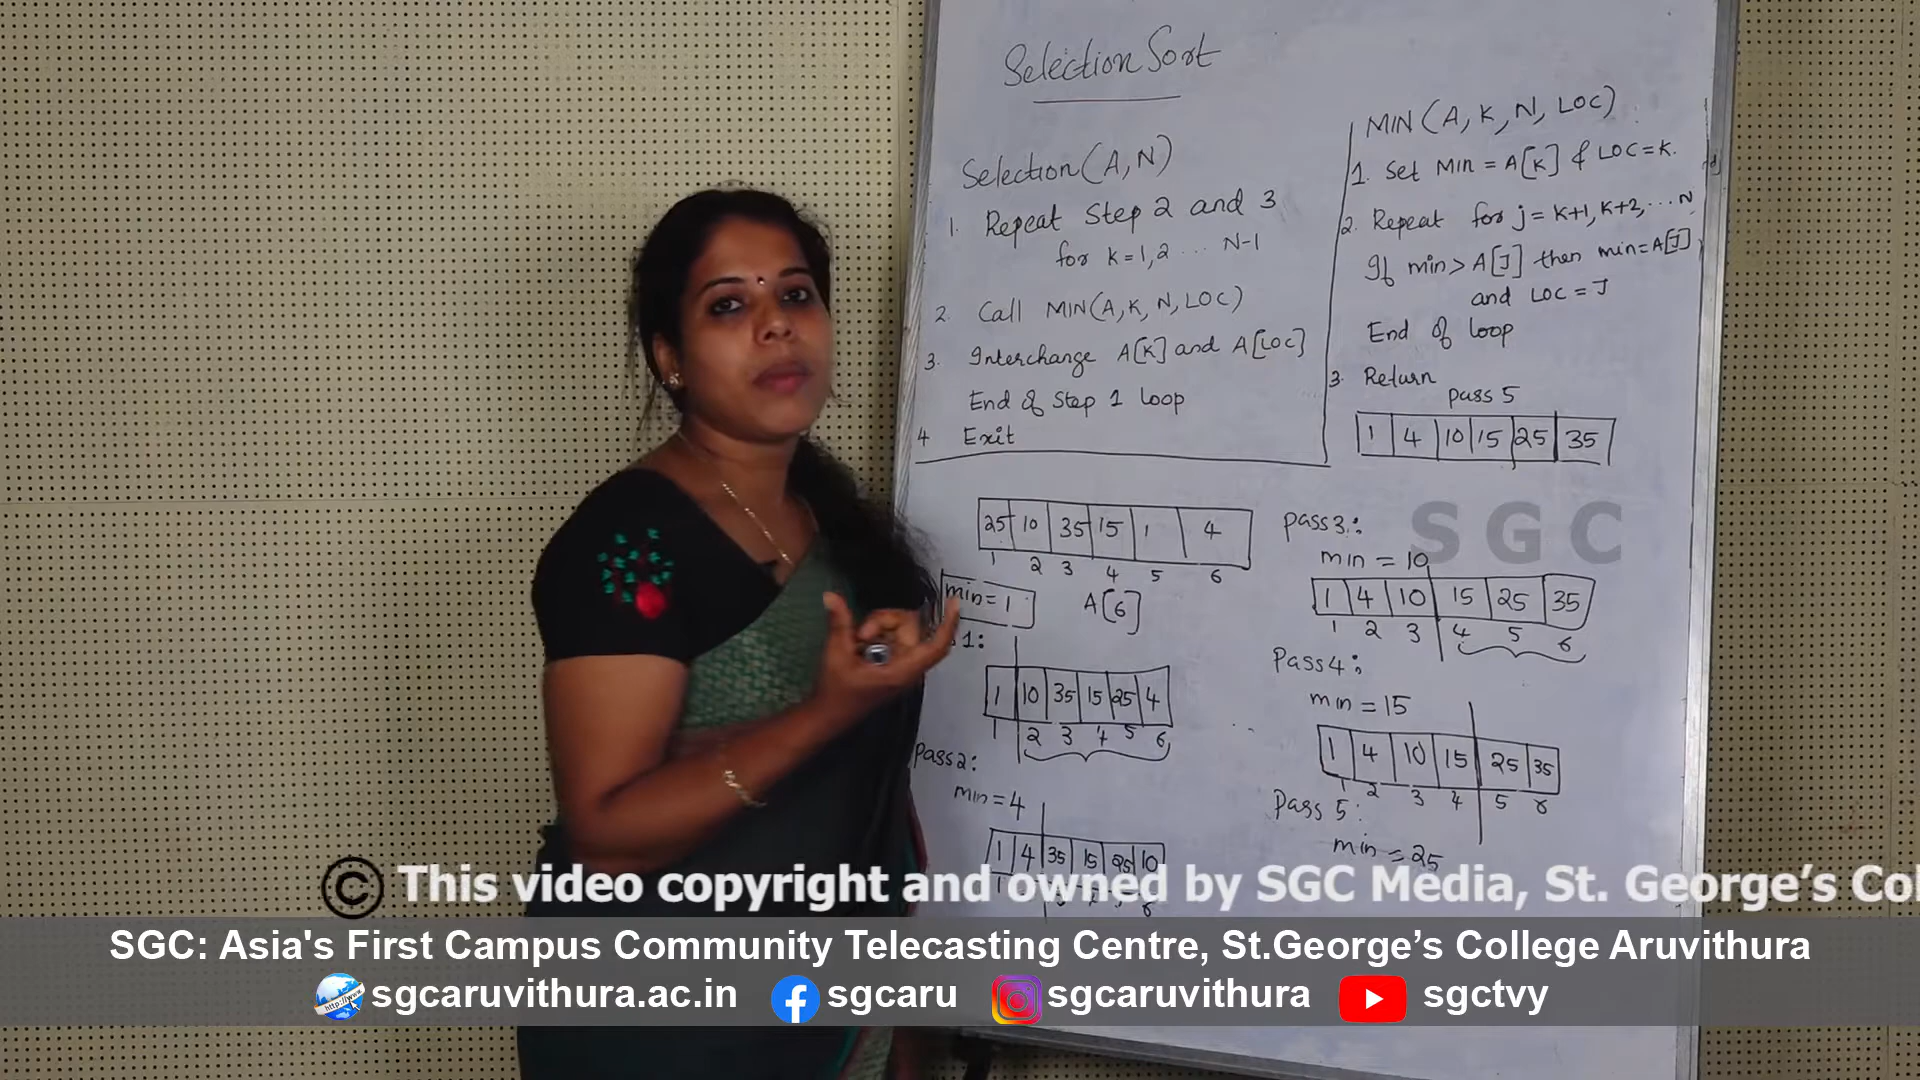 Selection Sort
Selection(A,N)
1. Repeat Step 2 and 3
for k=1,2 ... N-1
2. Call MIN(A,K,N,LOC)
3. Interchange A[K] and A[LOC]
End of Step 1 loop
4 Exit
MIN(A,K,N,LOC)
1. Set Min = A[K] & LOC=K.
2. Repeat for j=K+1,K+2,...N
If min>A[J] then min=A[J]
and LOC=J
End of loop
3. Return
pass 5
1 4 10 15 25 35
25 10 35 15 1 4
1 2 3 4 5 6
min=1
A[6]
1:
1 10 35 15 25 4
1 2 3 4 5 6
Pass2:
min=4
1 4 35 15 25 10
Pass3:
min = 10
1 4 10 15 25 35
1 2 3 4 5 6
Pass4:
min = 15
1 4 10 15 25 35
1 2 3 4 5 6
Pass 5:
min = 25
SGC
© This video copyright and owned by SGC Media, St. George’s Col
SGC: Asia's First Campus Community Telecasting Centre, St.George’s College Aruvithura
http://www
sgcaruvithura.ac.in sgcaru sgcaruvithura sgctvy